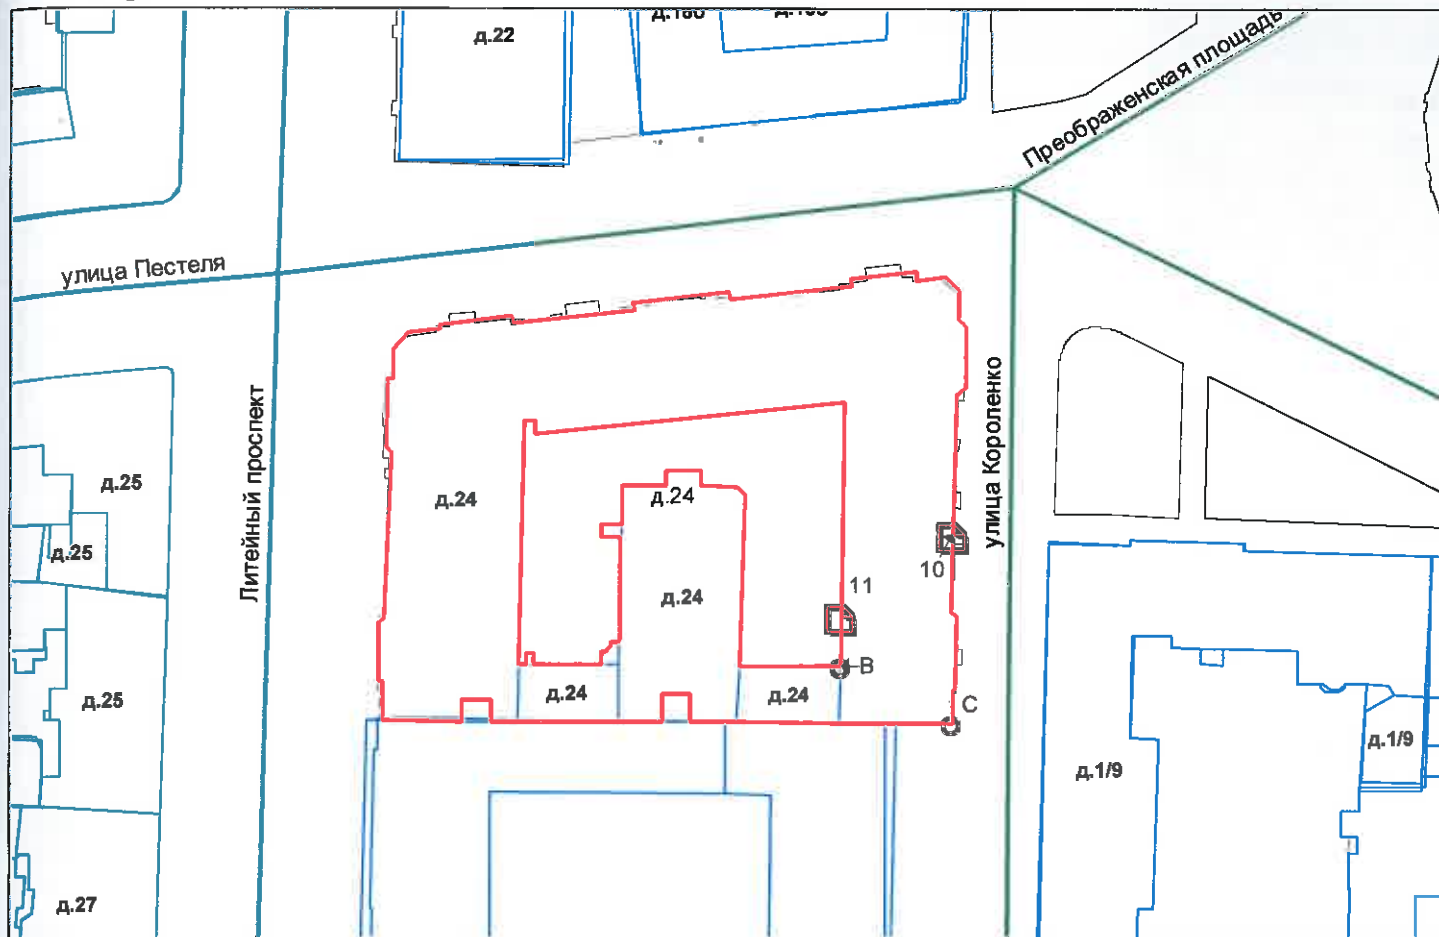 д.22
Преображенская площадь
улица Пестеля
Литейный проспект
улица Короленко
д.25
д.24
д.24
д.25
10
11
д.24
В
д.24
д.24
С
д.25
д.1/9
д.1/9
д.27